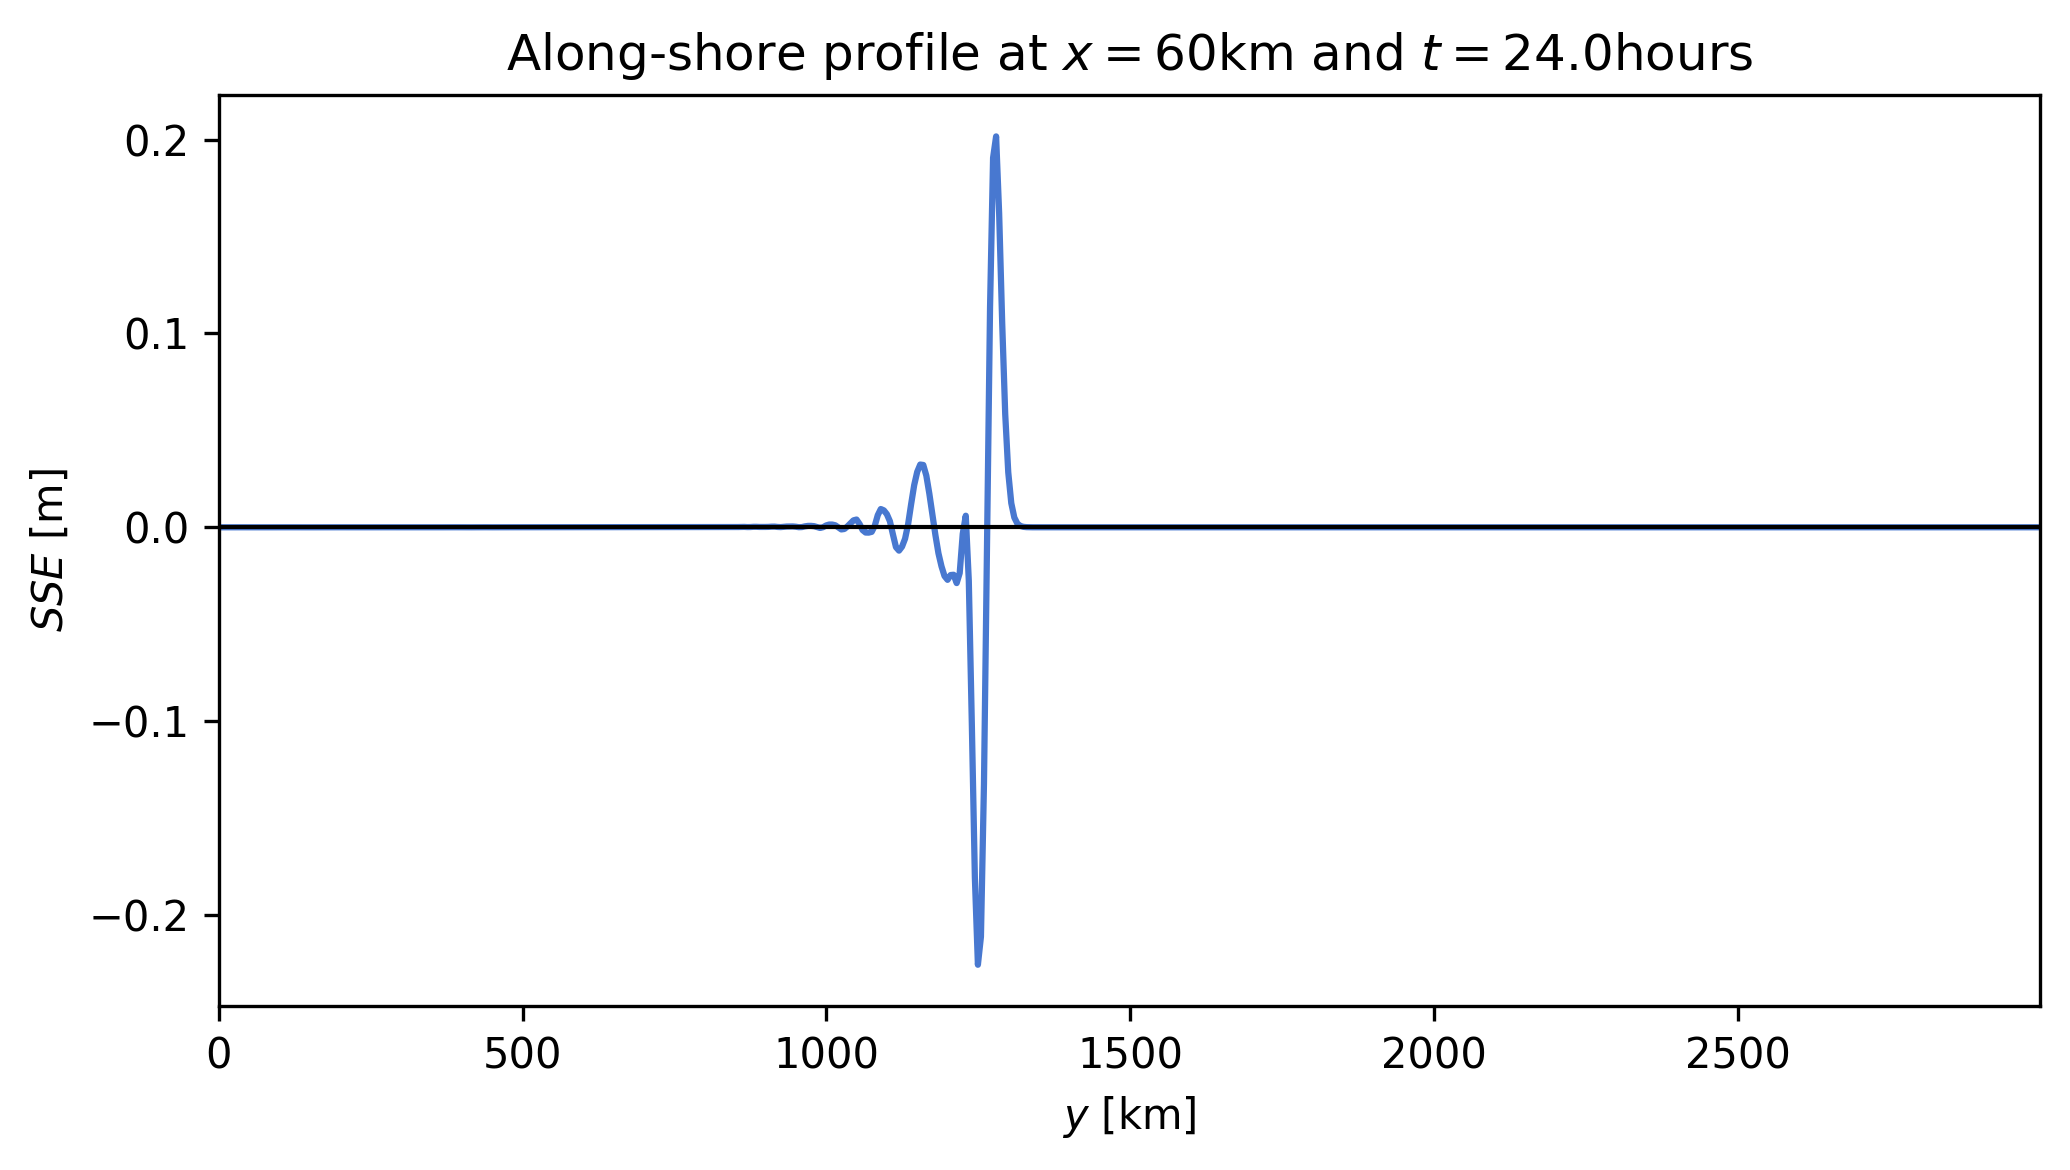 Along-shore profile at x = 60km and t = 24.0hours
0.2
0.1
0.0
−0.1
−0.2
SSE [m]
0 500 1000 1500 2000 2500
y [km]